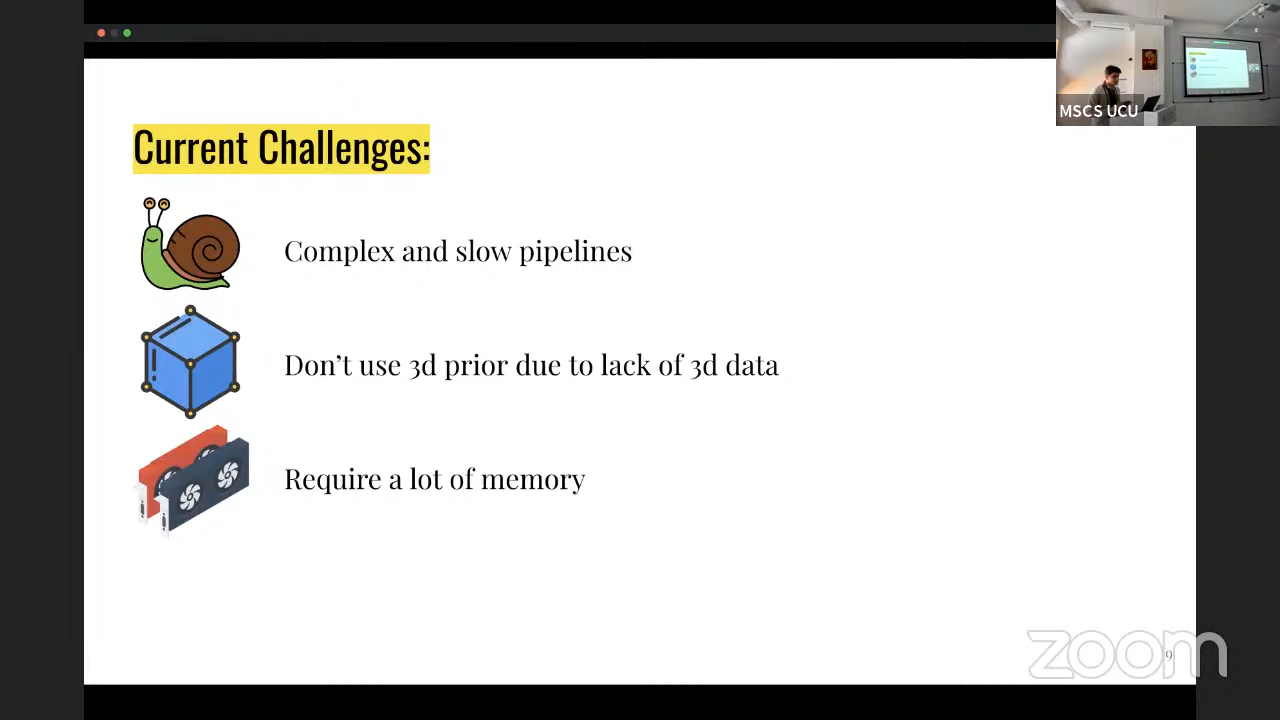 MSCS UCU
Current Challenges:
Complex and slow pipelines
Don't use 3d prior due to lack of 3d data
Require a lot of memory
zoom
9